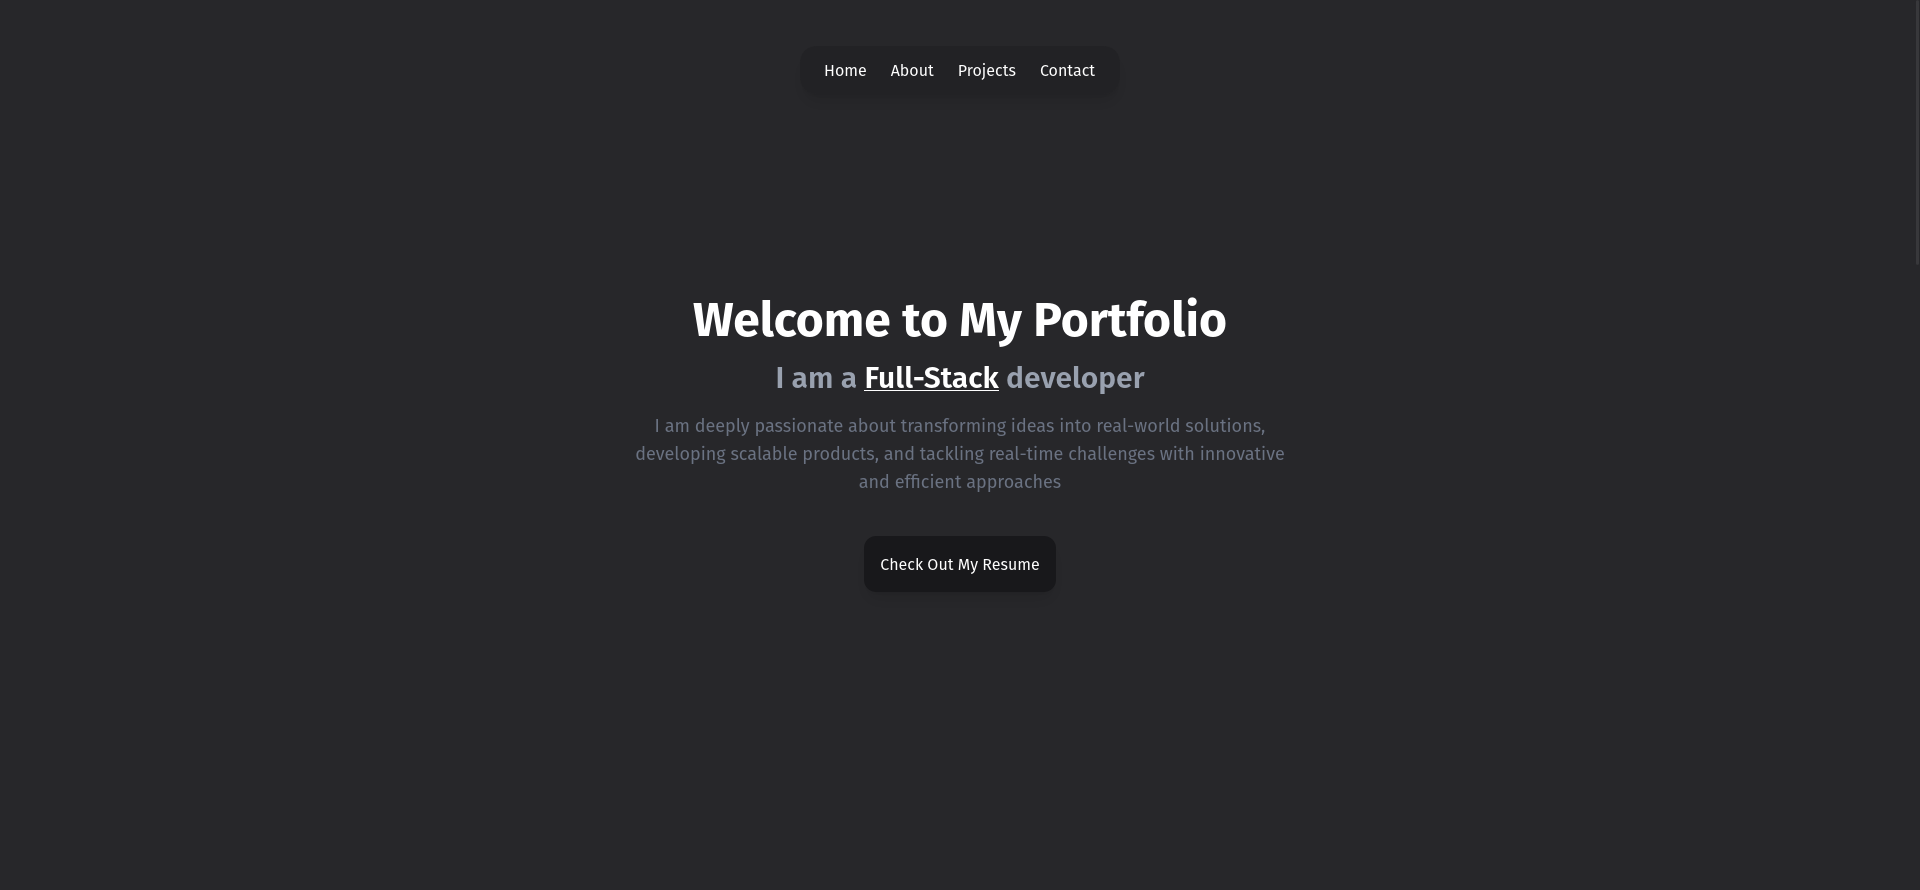 Home About Projects Contact
Welcome to My Portfolio
I am a Full-Stack developer
I am deeply passionate about transforming ideas into real-world solutions,
developing scalable products, and tackling real-time challenges with innovative
and efficient approaches
Check Out My Resume